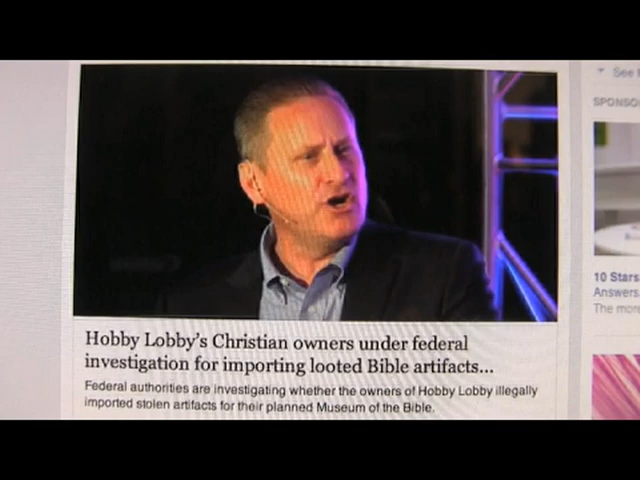 See
SPONSO
Hobby Lobby's Christian owners under federal
investigation for importing looted Bible artifacts...
Federal authorities are investigating whether the owners of Hobby Lobby illegally
imported stolen artifacts for their planned Museum of the Bible.
10 Stars
Answers.
The more